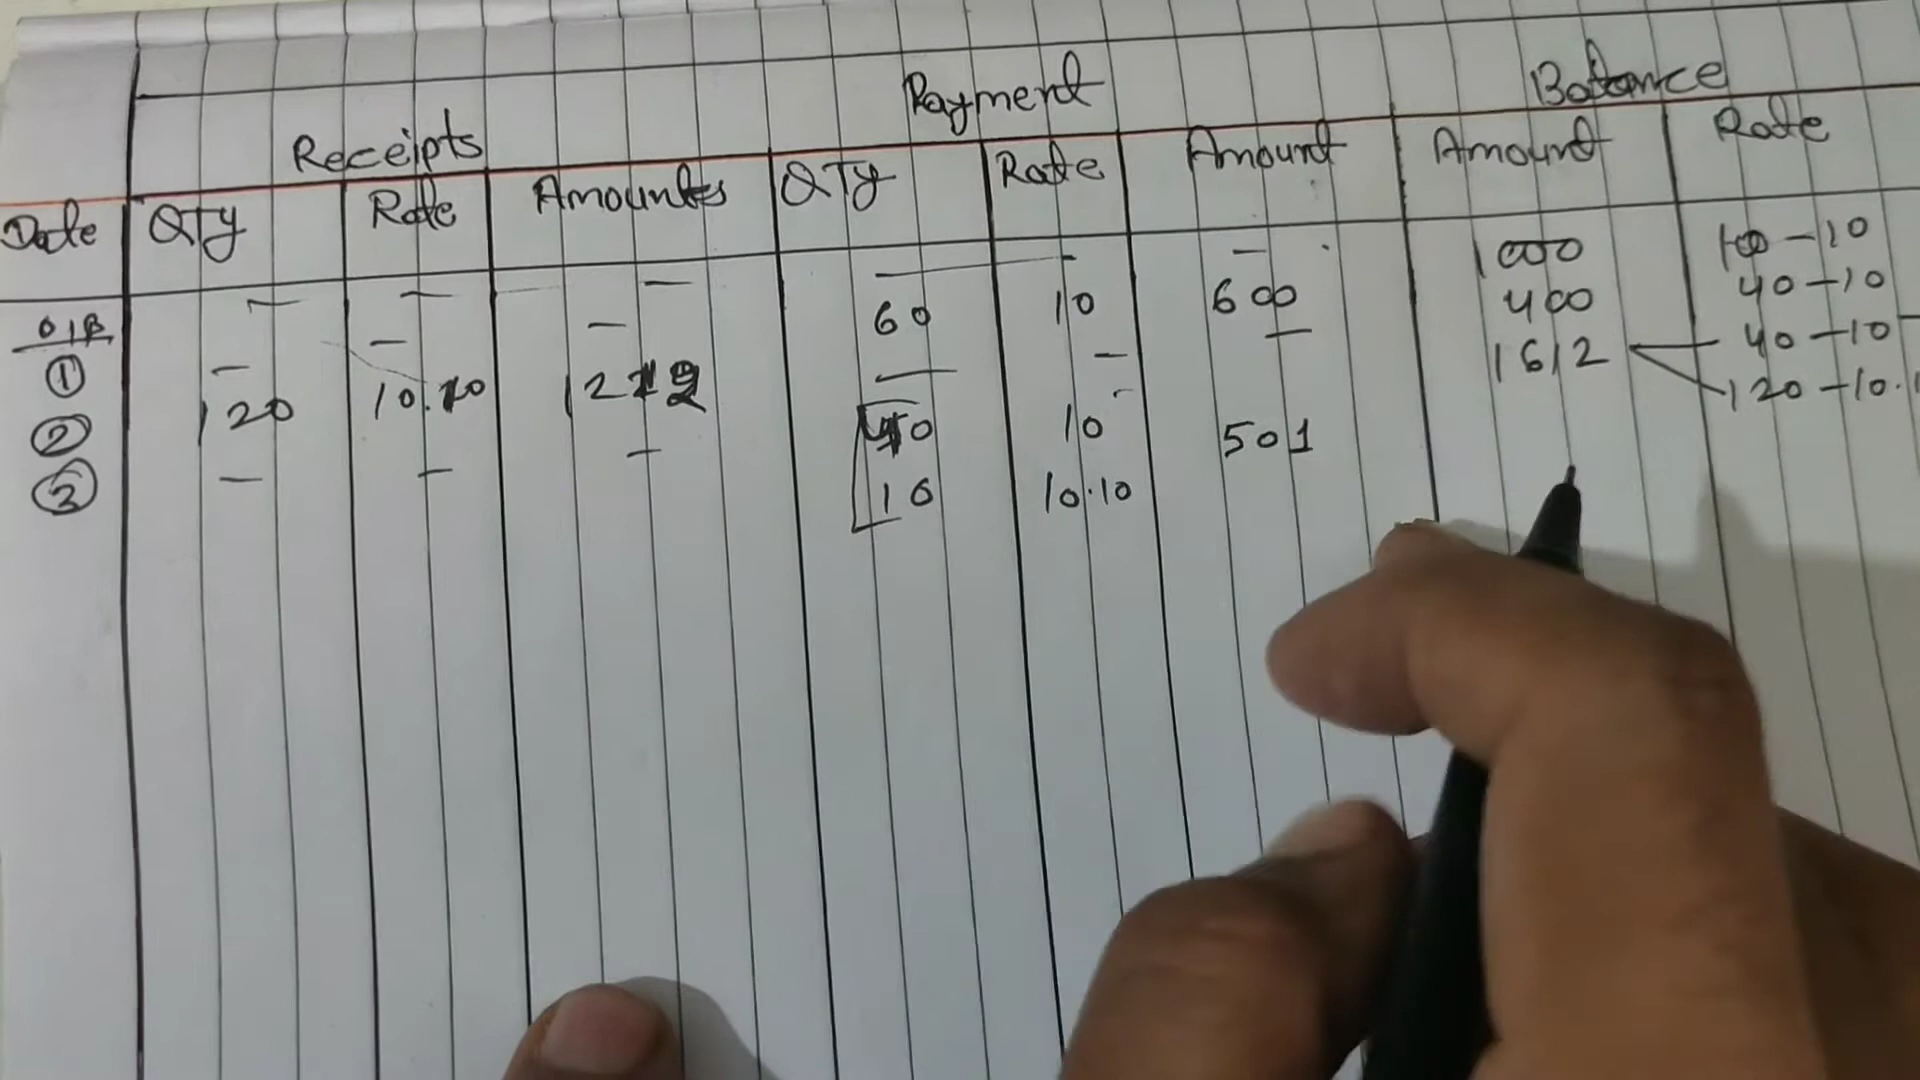 Receipts Payment Balance
Date QTY Rate Amounts QTY Rate Amount Amount Rate
O/B — — — — — — 1000 100 – 10
① — — — 60 10 600 400 40 – 10
② 120 10.10 1212 — — — 1612 40 – 10
120 – 10.1
③ — — — 40 10 501
10 10.10